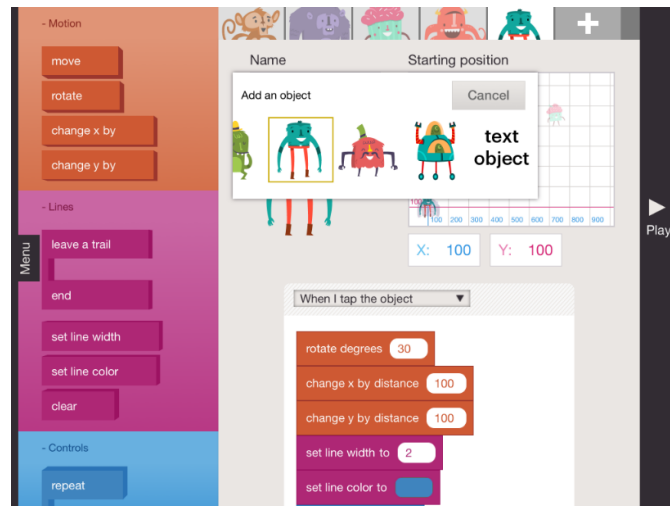 - Motion
move
rotate
change x by
change y by
- Lines
leave a trail
end
set line width
set line color
clear
- Controls
repeat
Menu
+
Name
Starting position
Add an object
Cancel
text
object
100
100 200 300 400 500 600 700 800 900
X: 100 Y: 100
When I tap the object
rotate degrees 30
change x by distance 100
change y by distance 100
set line width to 2
set line color to
Play